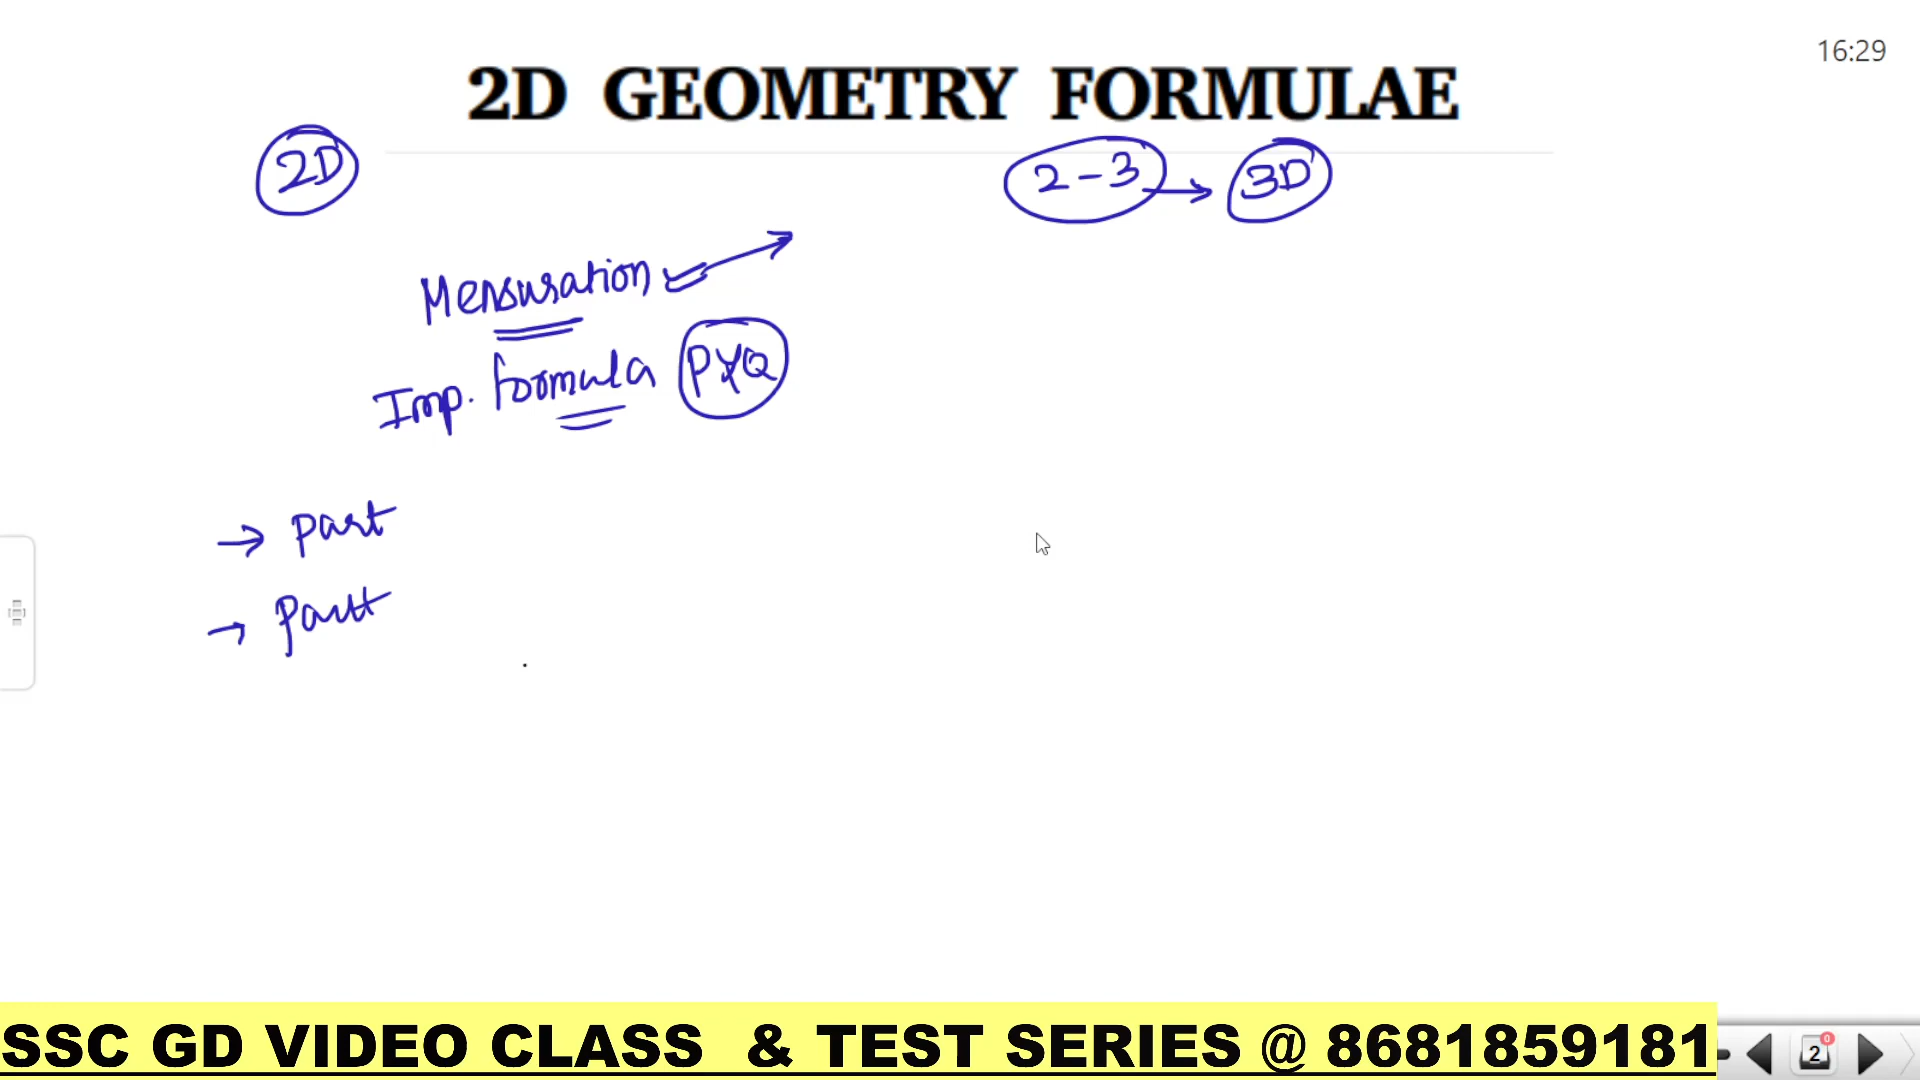 16:29
2D GEOMETRY FORMULAE
2D
2-3 → 3D
Mensuration
Imp. formula PYQ
→ Part
→ Part
SSC GD VIDEO CLASS & TEST SERIES @ 8681859181
2
0